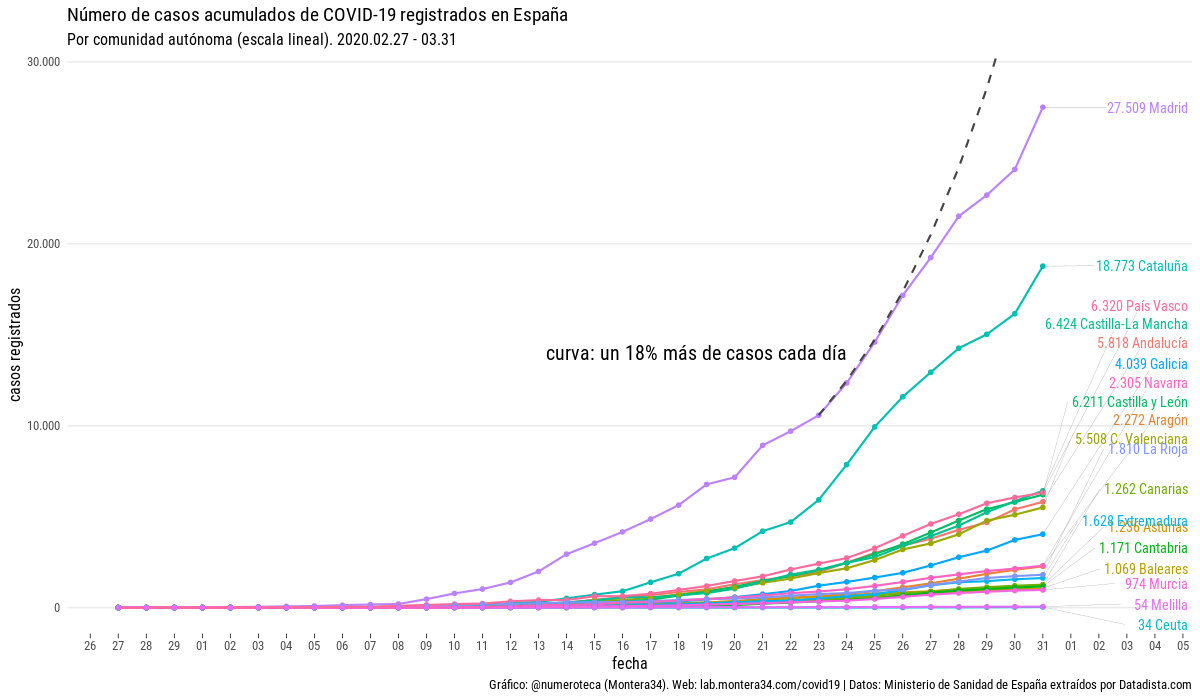 Número de casos acumulados de COVID-19 registrados en España
Por comunidad autónoma (escala lineal). 2020.02.27 - 03.31
30.000
20.000
10.000
0
casos registrados
curva: un 18% más de casos cada día
27.509 Madrid
18.773 Cataluña
6.320 País Vasco
6.424 Castilla-La Mancha
5.818 Andalucía
4.039 Galicia
2.305 Navarra
6.211 Castilla y León
2.272 Aragón
5.508 C. Valenciana
1.810 La Rioja
1.262 Canarias
1.628 Extremadura
1.236 Asturias
1.171 Cantabria
1.069 Baleares
974 Murcia
54 Melilla
34 Ceuta
26 27 28 29 01 02 03 04 05 06 07 08 09 10 11 12 13 14 15 16 17 18 19 20 21 22 23 24 25 26 27 28 29 30 31 01 02 03 04 05
fecha
Gráfico: @numeroteca (Montera34). Web: lab.montera34.com/covid19 | Datos: Ministerio de Sanidad de España extraídos por Datadista.com